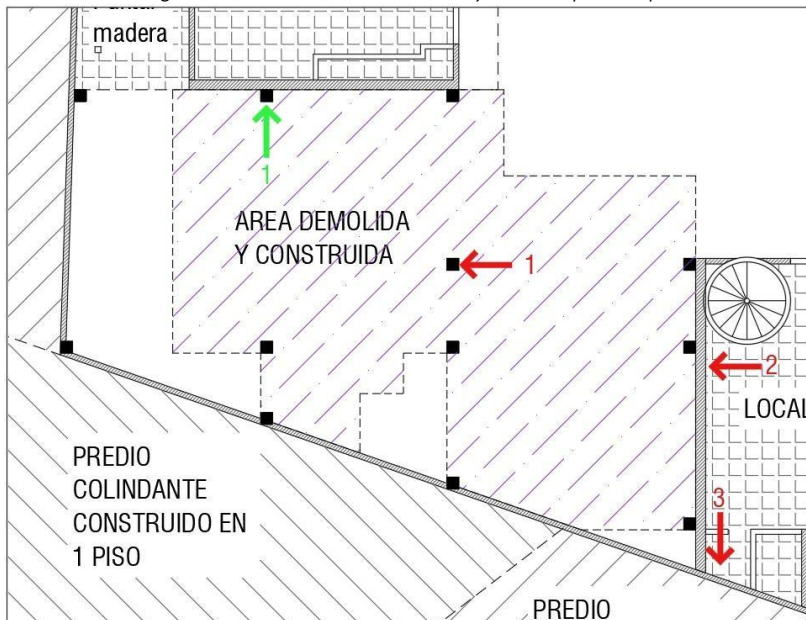 madera
1
AREA DEMOLIDA
Y CONSTRUIDA
1
2
LOCAL
PREDIO
COLINDANTE
CONSTRUIDO EN
1 PISO
3
PREDIO